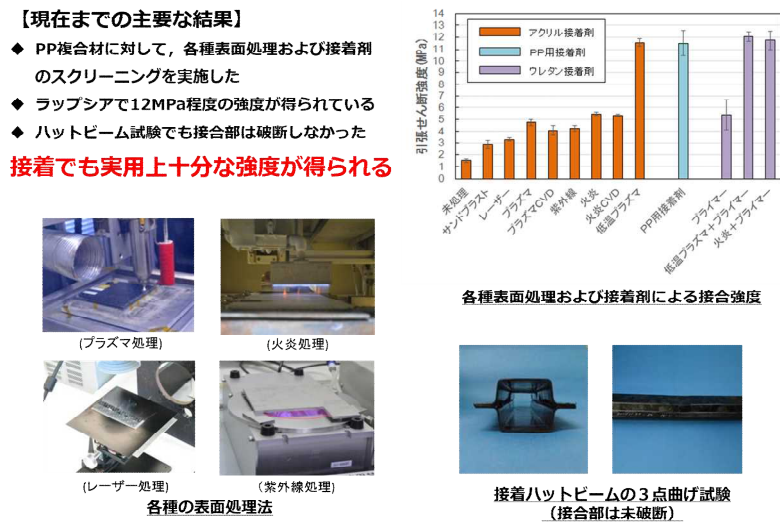 【現在までの主要な結果】
◆ PP複合材に対して，各種表面処理および接着剤
のスクリーニングを実施した
◆ ラップシアで12MPa程度の強度が得られている
◆ ハットビーム試験でも接合部は破断しなかった
接着でも実用上十分な強度が得られる
(プラズマ処理)
(火炎処理)
(レーザー処理)
（紫外線処理)
各種の表面処理法
引張せん断強度(MPa)
14
13
12
11
10
9
8
7
6
5
4
3
2
1
0
アクリル接着剤
PP用接着剤
ウレタン接着剤
未処理
サンドブラスト
レーザー
プラズマ
プラズマCVD
紫外線
火炎
火炎CVD
低温プラズマ
PP用接着剤
プライマー
低温プラズマ+プライマー
火炎+プライマー
各種表面処理および接着剤による接合強度
接着ハットビームの３点曲げ試験
（接合部は未破断）